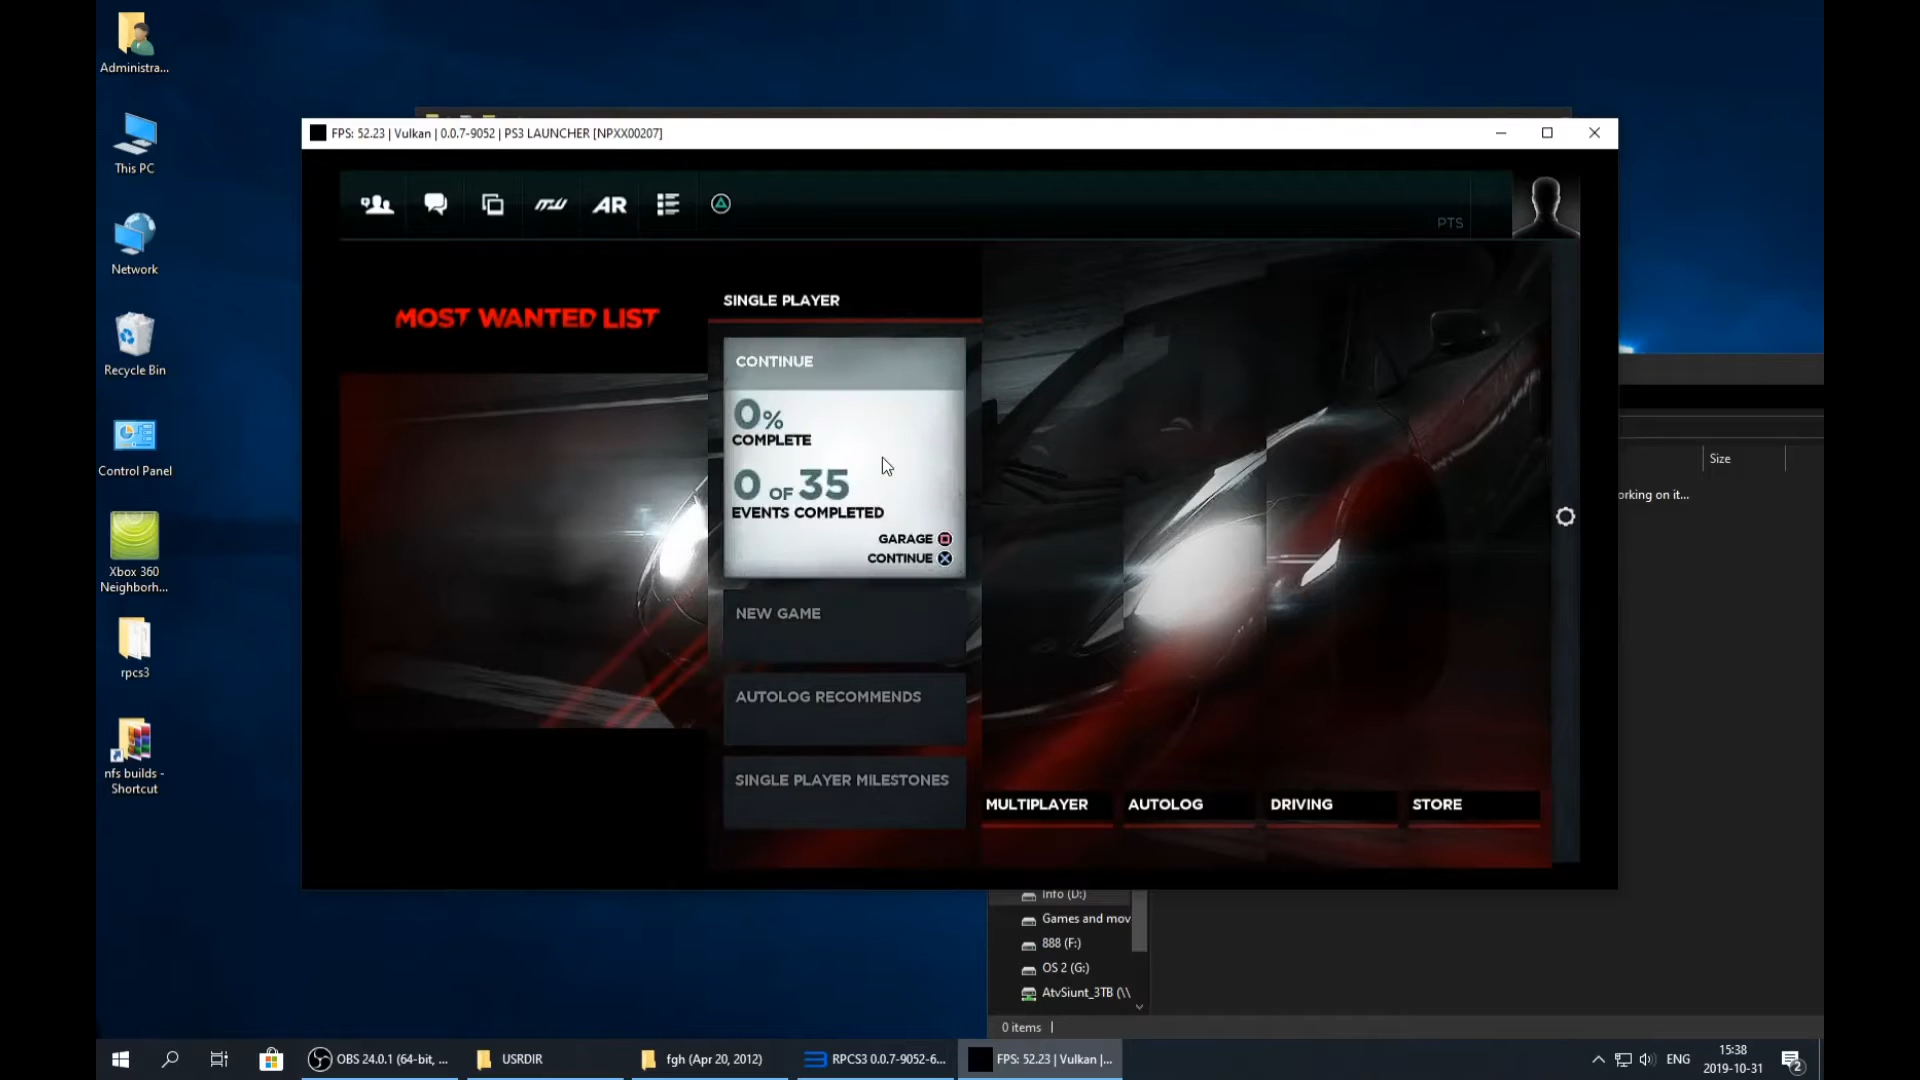 Administra...
This PC
Network
Recycle Bin
Control Panel
Xbox 360
Neighborh...
rpcs3
nfs builds -
Shortcut
FPS: 52.23 | Vulkan | 0.0.7-9052 | PS3 LAUNCHER [NPXX00207]
AR
PTS
MOST WANTED LIST
SINGLE PLAYER
CONTINUE
0%
COMPLETE
0 OF 35
EVENTS COMPLETED
GARAGE
CONTINUE
NEW GAME
AUTOLOG RECOMMENDS
SINGLE PLAYER MILESTONES
MULTIPLAYER
AUTOLOG
DRIVING
STORE
Size
orking on it...
Info (D:)
Games and mov
888 (F:)
OS 2 (G:)
AtvSiunt_3TB (\\
0 items
OBS 24.0.1 (64-bit, ...
USRDIR
fgh (Apr 20, 2012)
RPCS3 0.0.7-9052-6...
FPS: 52.23 | Vulkan |...
ENG
15:38
2019-10-31
2